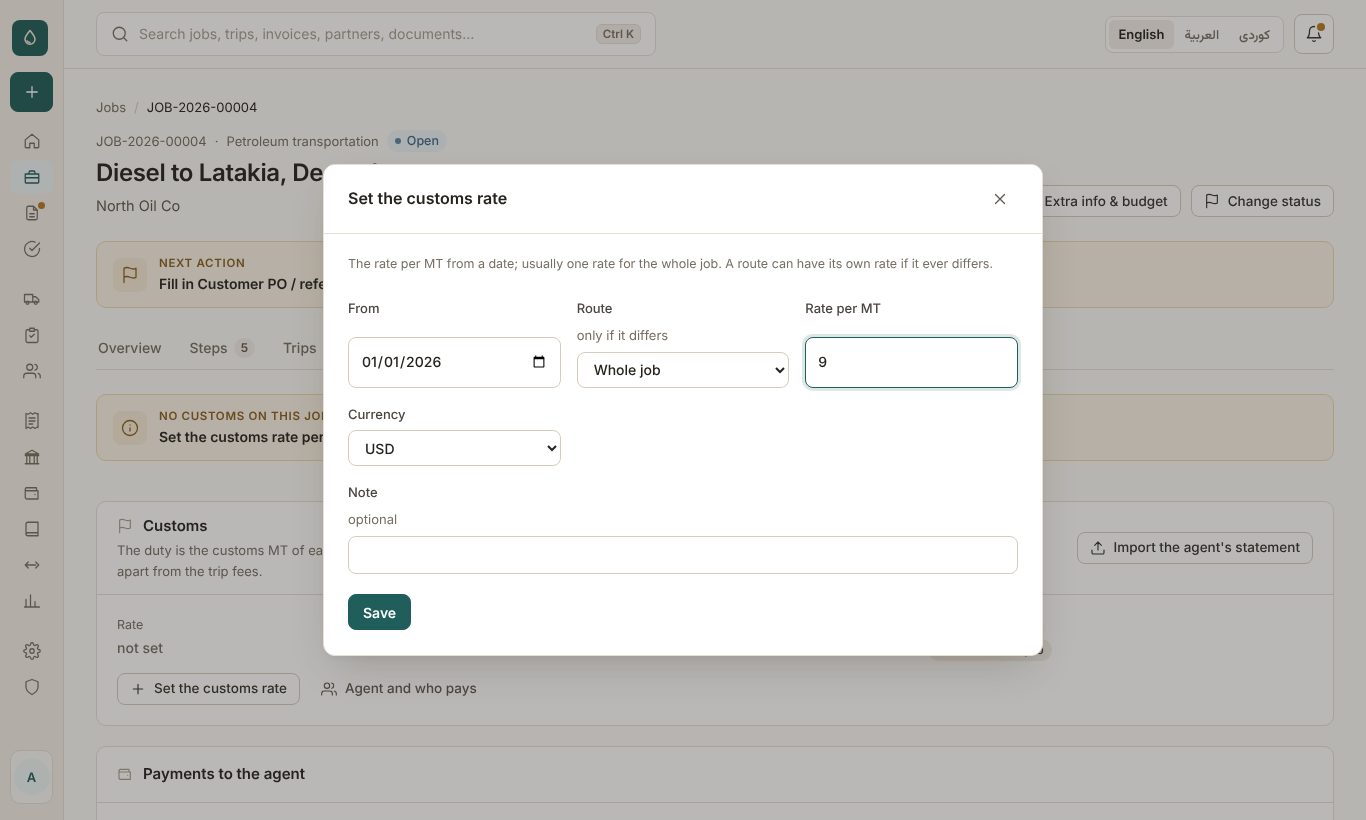 Search jobs, trips, invoices, partners, documents...
Ctrl K
English
العربية
کوردی
Jobs / JOB-2026-00004
JOB-2026-00004 · Petroleum transportation
Open
Diesel to Latakia,
North Oil Co
Extra info & budget
Change status
NEXT ACTION
Fill in Customer PO /
Overview
Steps 5
Trips
NO CUSTOMS ON THIS
Set the customs rate per
Set the customs rate
The rate per MT from a date; usually one rate for the whole job. A route can have its own rate if it ever differs.
From
Route
Rate per MT
only if it differs
01/01/2026
Whole job
9
Currency
USD
Note
optional
Save
Customs
The duty is the customs MT of
apart from the trip fees.
Import the agent's statement
Rate
not set
Set the customs rate
Agent and who pays
Payments to the agent
A